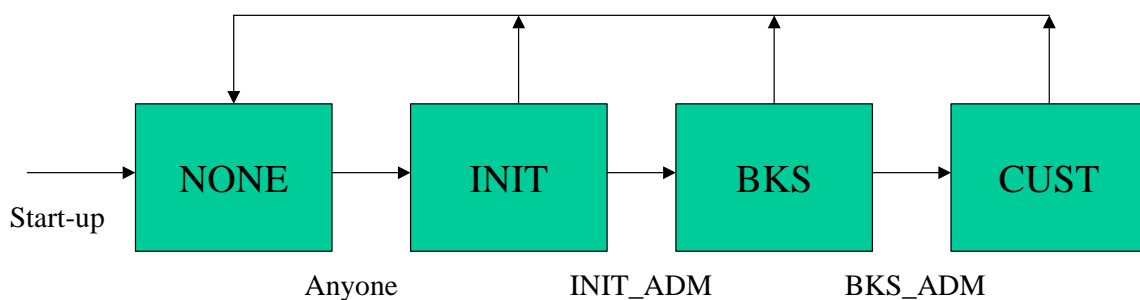 NONE
INIT
BKS
CUST
Start-up
Anyone
INIT_ADM
BKS_ADM